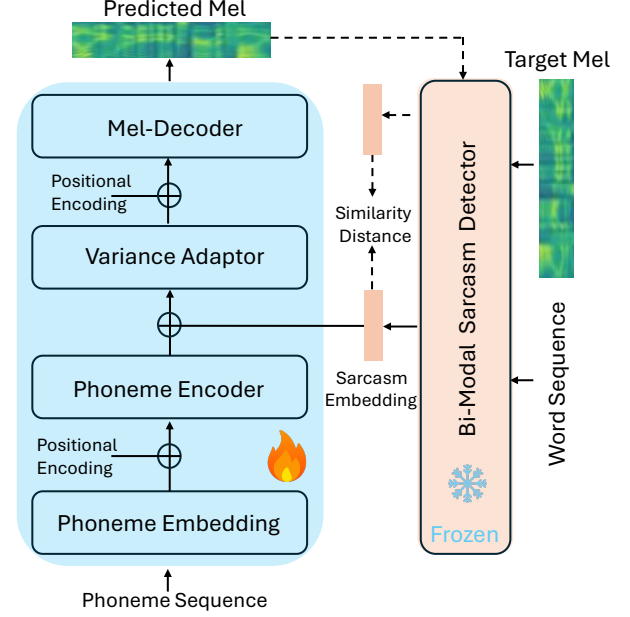 Predicted Mel
Target Mel
Mel-Decoder
Positional
Encoding
Similarity
Distance
Variance Adaptor
Bi-Modal Sarcasm Detector
Word Sequence
Phoneme Encoder
Sarcasm
Embedding
Positional
Encoding
Phoneme Embedding
Frozen
Phoneme Sequence